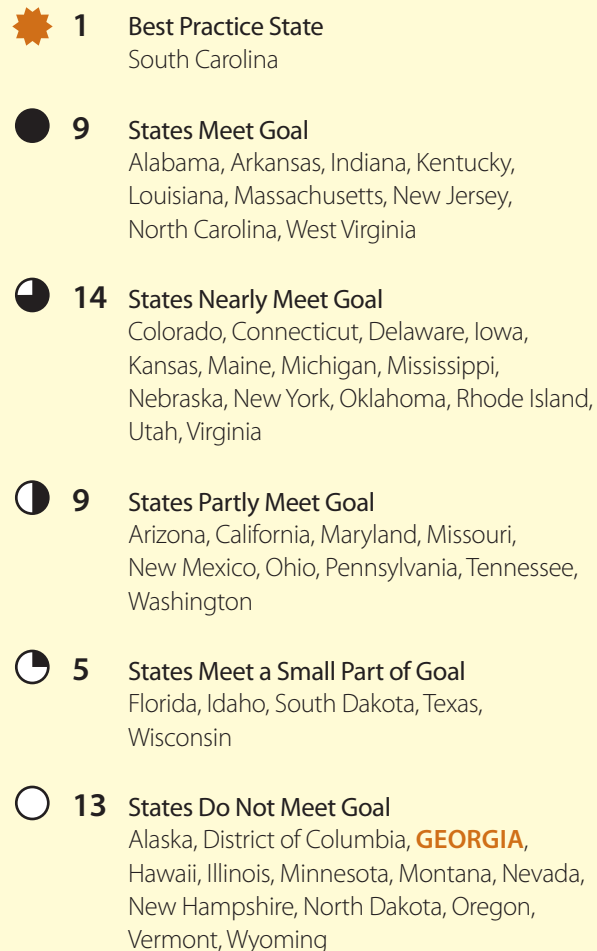 1 Best Practice State
South Carolina
9 States Meet Goal
Alabama, Arkansas, Indiana, Kentucky,
Louisiana, Massachusetts, New Jersey,
North Carolina, West Virginia
14 States Nearly Meet Goal
Colorado, Connecticut, Delaware, Iowa,
Kansas, Maine, Michigan, Mississippi,
Nebraska, New York, Oklahoma, Rhode Island,
Utah, Virginia
9 States Partly Meet Goal
Arizona, California, Maryland, Missouri,
New Mexico, Ohio, Pennsylvania, Tennessee,
Washington
5 States Meet a Small Part of Goal
Florida, Idaho, South Dakota, Texas,
Wisconsin
13 States Do Not Meet Goal
Alaska, District of Columbia, GEORGIA,
Hawaii, Illinois, Minnesota, Montana, Nevada,
New Hampshire, North Dakota, Oregon,
Vermont, Wyoming